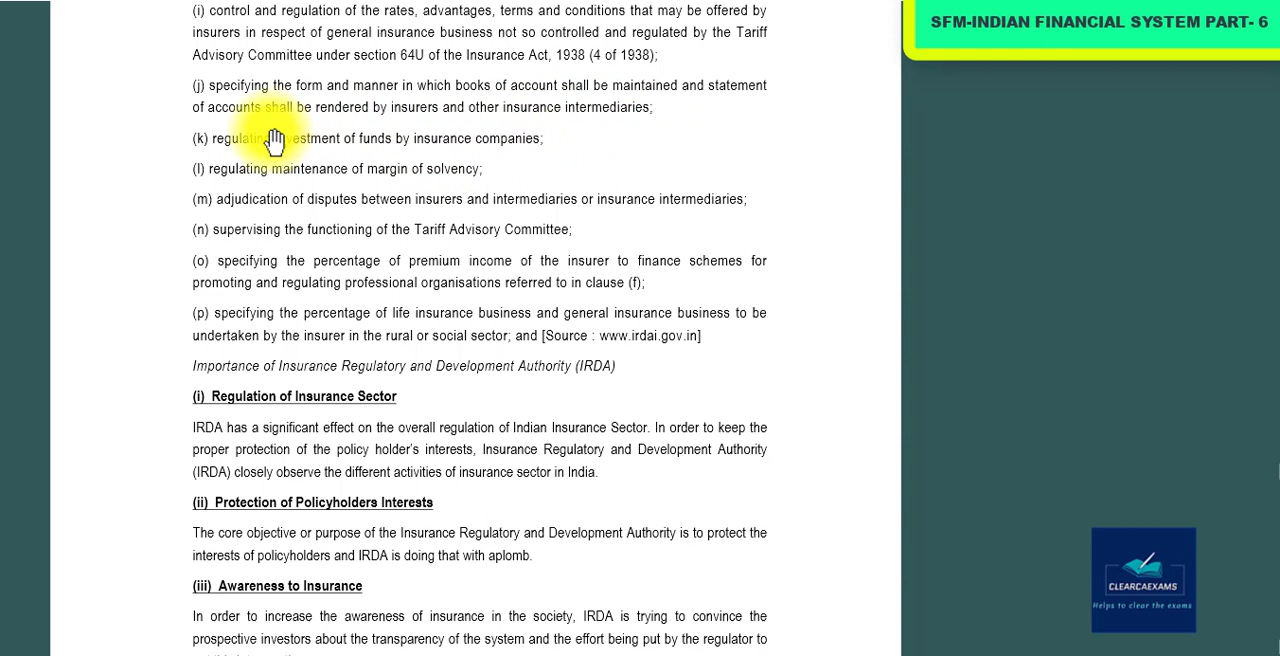 (i) control and regulation of the rates, advantages, terms and conditions that may be offered by
insurers in respect of general insurance business not so controlled and regulated by the Tariff
Advisory Committee under section 64U of the Insurance Act, 1938 (4 of 1938);
(j) specifying the form and manner in which books of account shall be maintained and statement
of accounts shall be rendered by insurers and other insurance intermediaries;
(k) regulating investment of funds by insurance companies;
(l) regulating maintenance of margin of solvency;
(m) adjudication of disputes between insurers and intermediaries or insurance intermediaries;
(n) supervising the functioning of the Tariff Advisory Committee;
(o) specifying the percentage of premium income of the insurer to finance schemes for
promoting and regulating professional organisations referred to in clause (f);
(p) specifying the percentage of life insurance business and general insurance business to be
undertaken by the insurer in the rural or social sector; and [Source : www.irdai.gov.in]
Importance of Insurance Regulatory and Development Authority (IRDA)
(i) Regulation of Insurance Sector
IRDA has a significant effect on the overall regulation of Indian Insurance Sector. In order to keep the
proper protection of the policy holder's interests, Insurance Regulatory and Development Authority
(IRDA) closely observe the different activities of insurance sector in India.
(ii) Protection of Policyholders Interests
The core objective or purpose of the Insurance Regulatory and Development Authority is to protect the
interests of policyholders and IRDA is doing that with aplomb.
(iii) Awareness to Insurance
In order to increase the awareness of insurance in the society, IRDA is trying to convince the
prospective investors about the transparency of the system and the effort being put by the regulator to
SFM-INDIAN FINANCIAL SYSTEM PART- 6
CLEARCAEXAMS
Helps to clear the exams